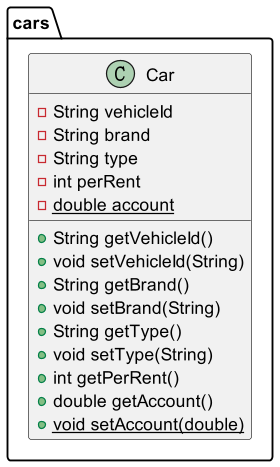 cars
C Car
String vehicleId
String brand
String type
int perRent
double account
String getVehicleId()
void setVehicleId(String)
String getBrand()
void setBrand(String)
String getType()
void setType(String)
int getPerRent()
double getAccount()
void setAccount(double)